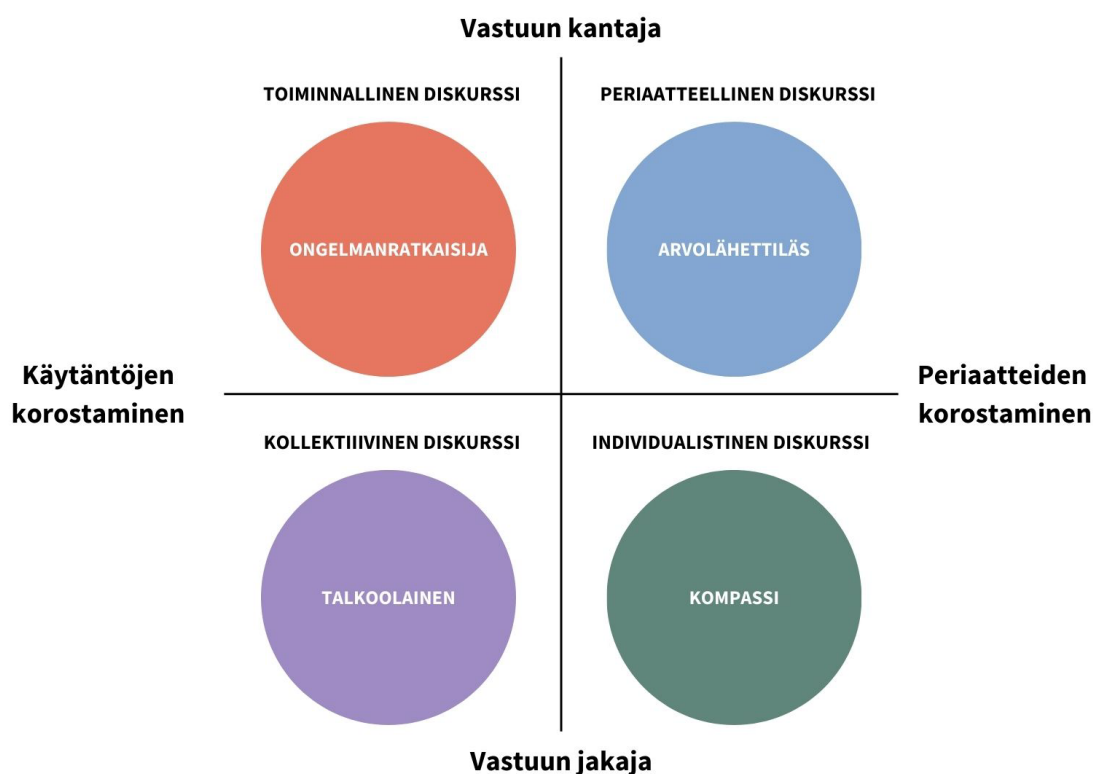 Vastuun kantaja
TOIMINNALLINEN DISKURSSI
PERIAATTEELLINEN DISKURSSI
ONGELMANRATKAISIJA
ARVOLÄHETTILÄS
Käytäntöjen
korostaminen
Periaatteiden
korostaminen
KOLLEKTIIIVINEN DISKURSSI
INDIVIDUALISTINEN DISKURSSI
TALKOOLAINEN
KOMPASSI
Vastuun jakaja